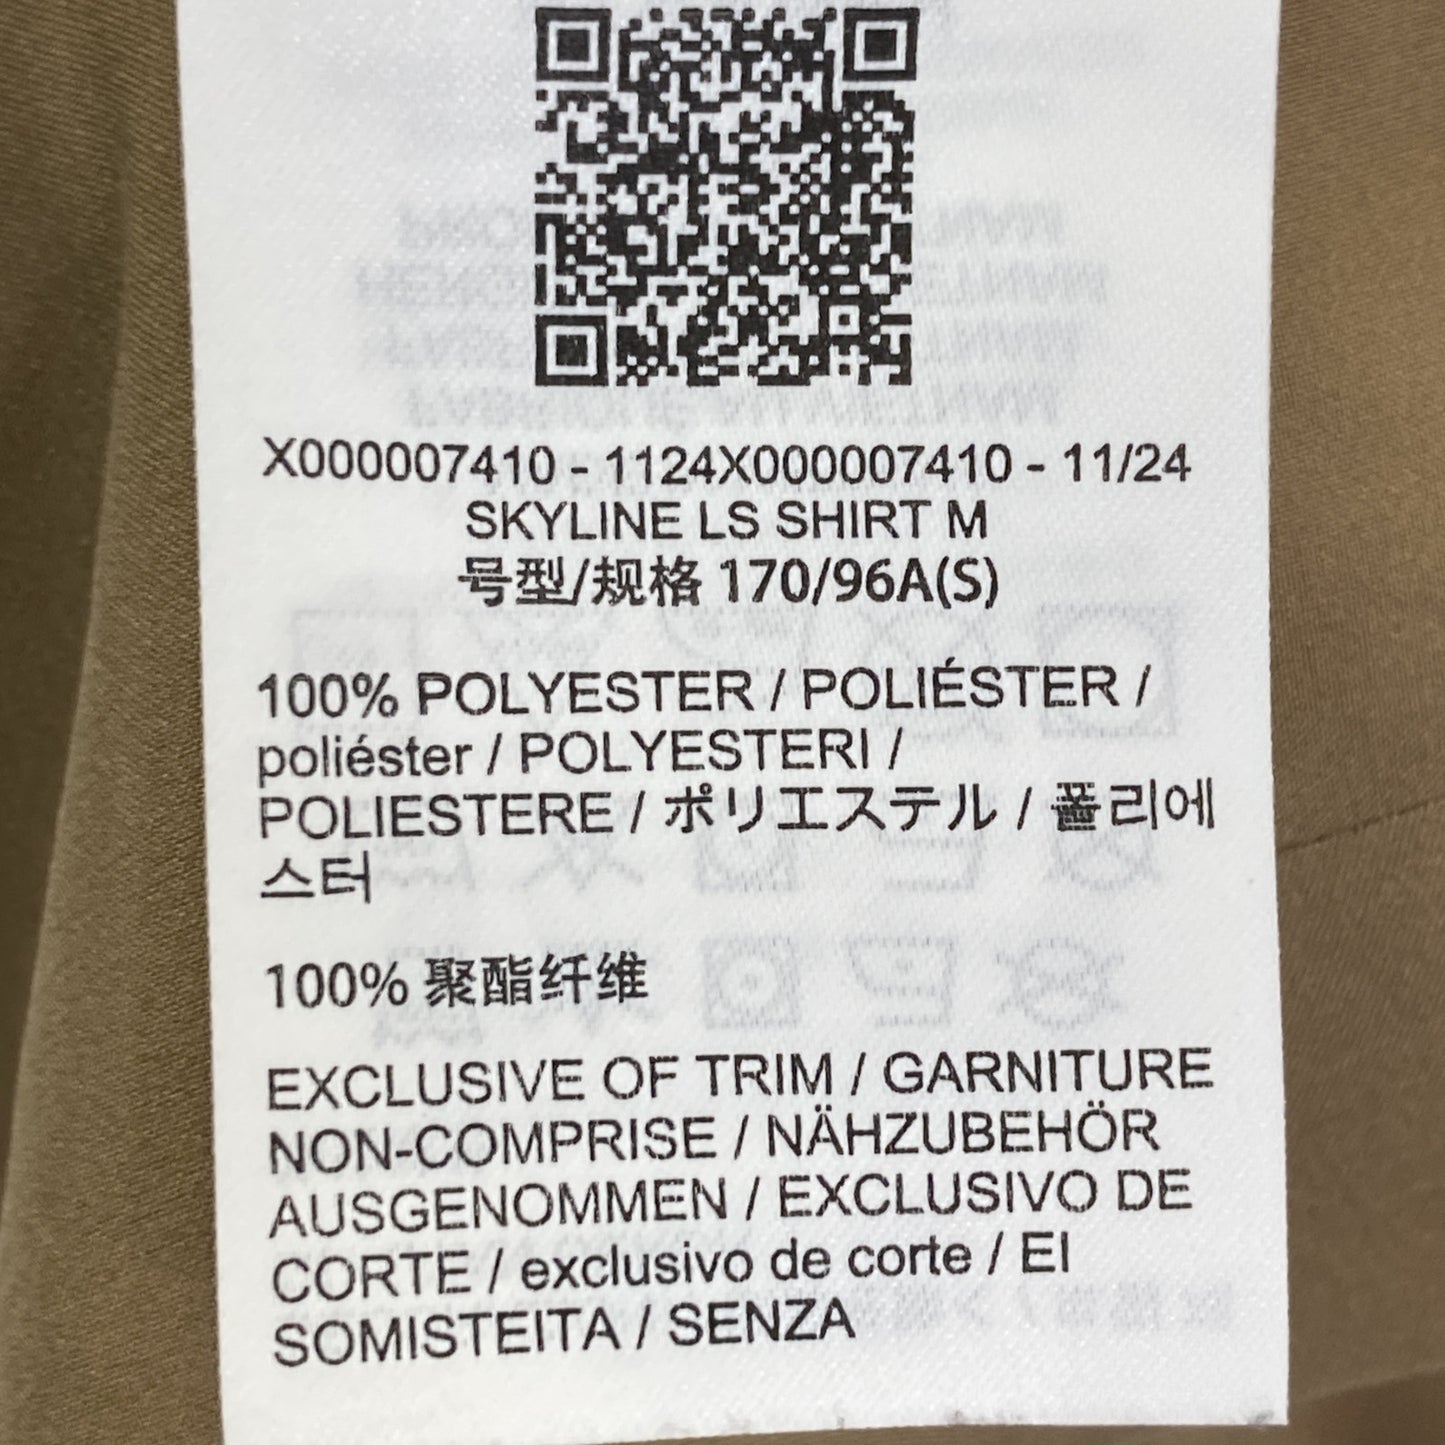 X000007410 - 1124X000007410 - 11/24
SKYLINE LS SHIRT M
号型/规格 170/96A(S)
100% POLYESTER / POLIÉSTER /
poliéster / POLYESTERI /
POLIESTERE / ポリエステル / 폴리에
스터
100% 聚酯纤维
EXCLUSIVE OF TRIM / GARNITURE
NON-COMPRISE / NÄHZUBEHÖR
AUSGENOMMEN / EXCLUSIVO DE
CORTE / exclusivo de corte / EI
SOMISTEITA / SENZA